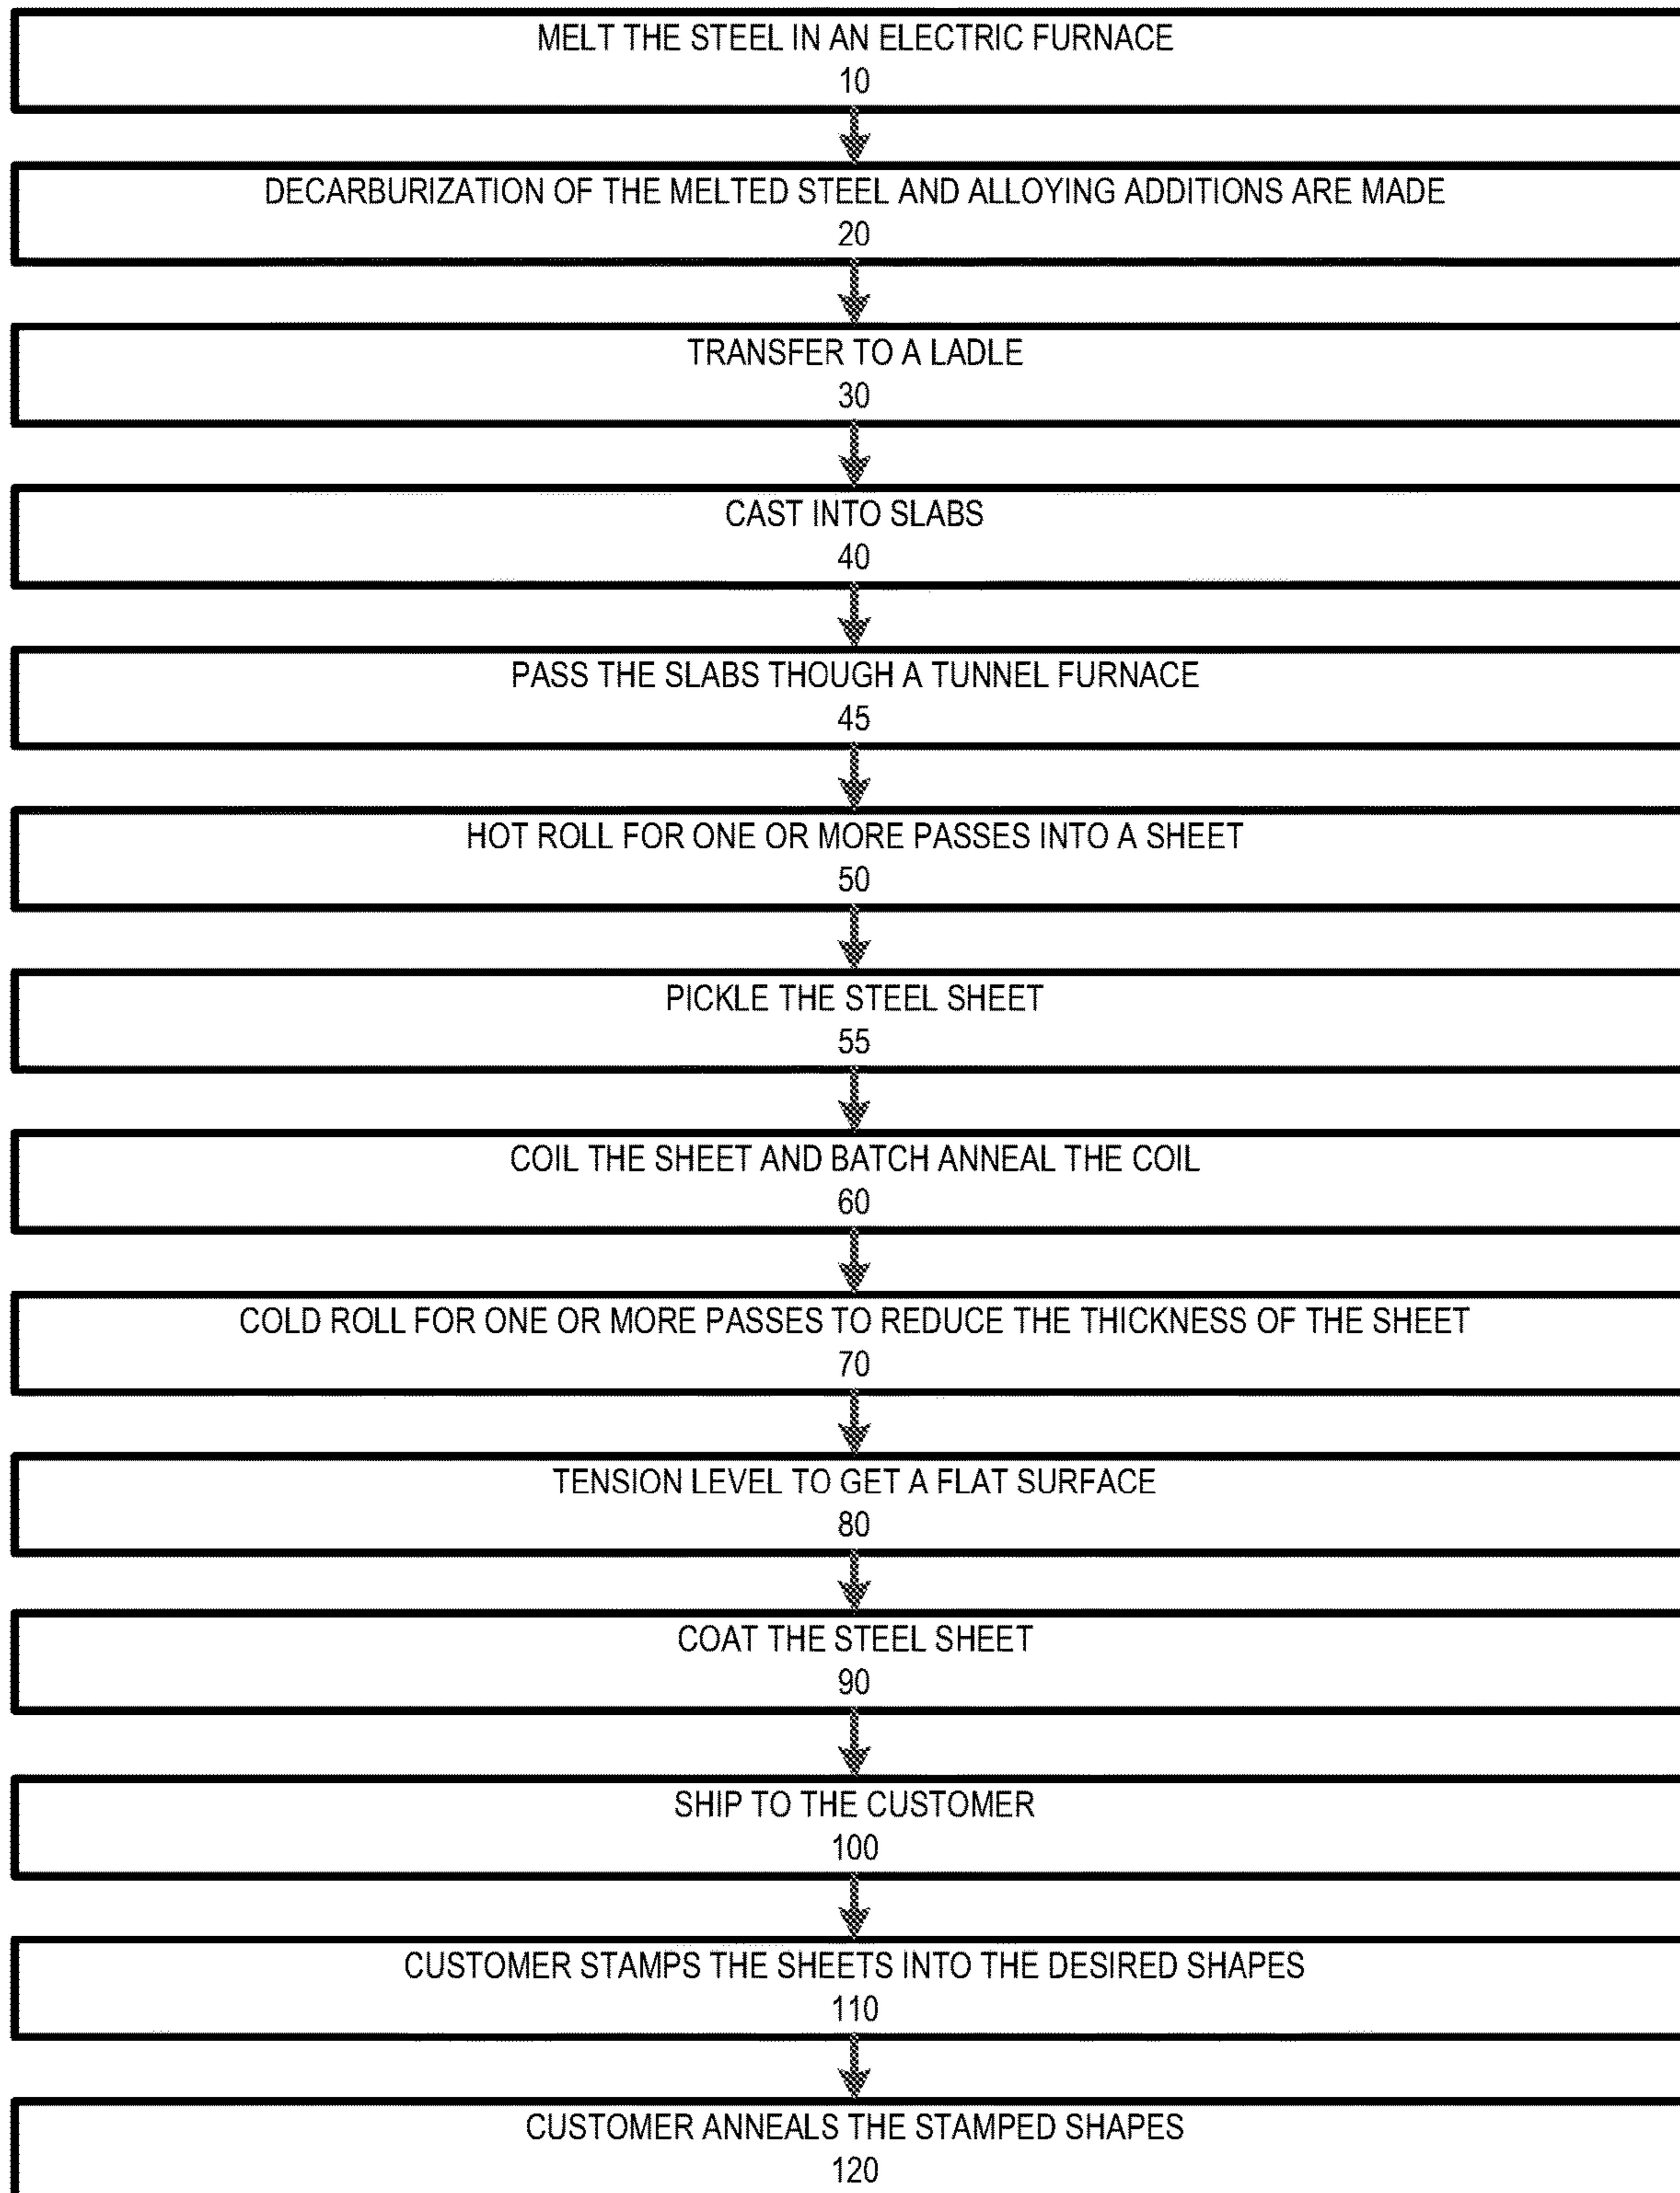 MELT THE STEEL IN AN ELECTRIC FURNACE
10
DECARBURIZATION OF THE MELTED STEEL AND ALLOYING ADDITIONS ARE MADE
20
TRANSFER TO A LADLE
30
CAST INTO SLABS
40
PASS THE SLABS THOUGH A TUNNEL FURNACE
45
HOT ROLL FOR ONE OR MORE PASSES INTO A SHEET
50
PICKLE THE STEEL SHEET
55
COIL THE SHEET AND BATCH ANNEAL THE COIL
60
COLD ROLL FOR ONE OR MORE PASSES TO REDUCE THE THICKNESS OF THE SHEET
70
TENSION LEVEL TO GET A FLAT SURFACE
80
COAT THE STEEL SHEET
90
SHIP TO THE CUSTOMER
100
CUSTOMER STAMPS THE SHEETS INTO THE DESIRED SHAPES
110
CUSTOMER ANNEALS THE STAMPED SHAPES
120